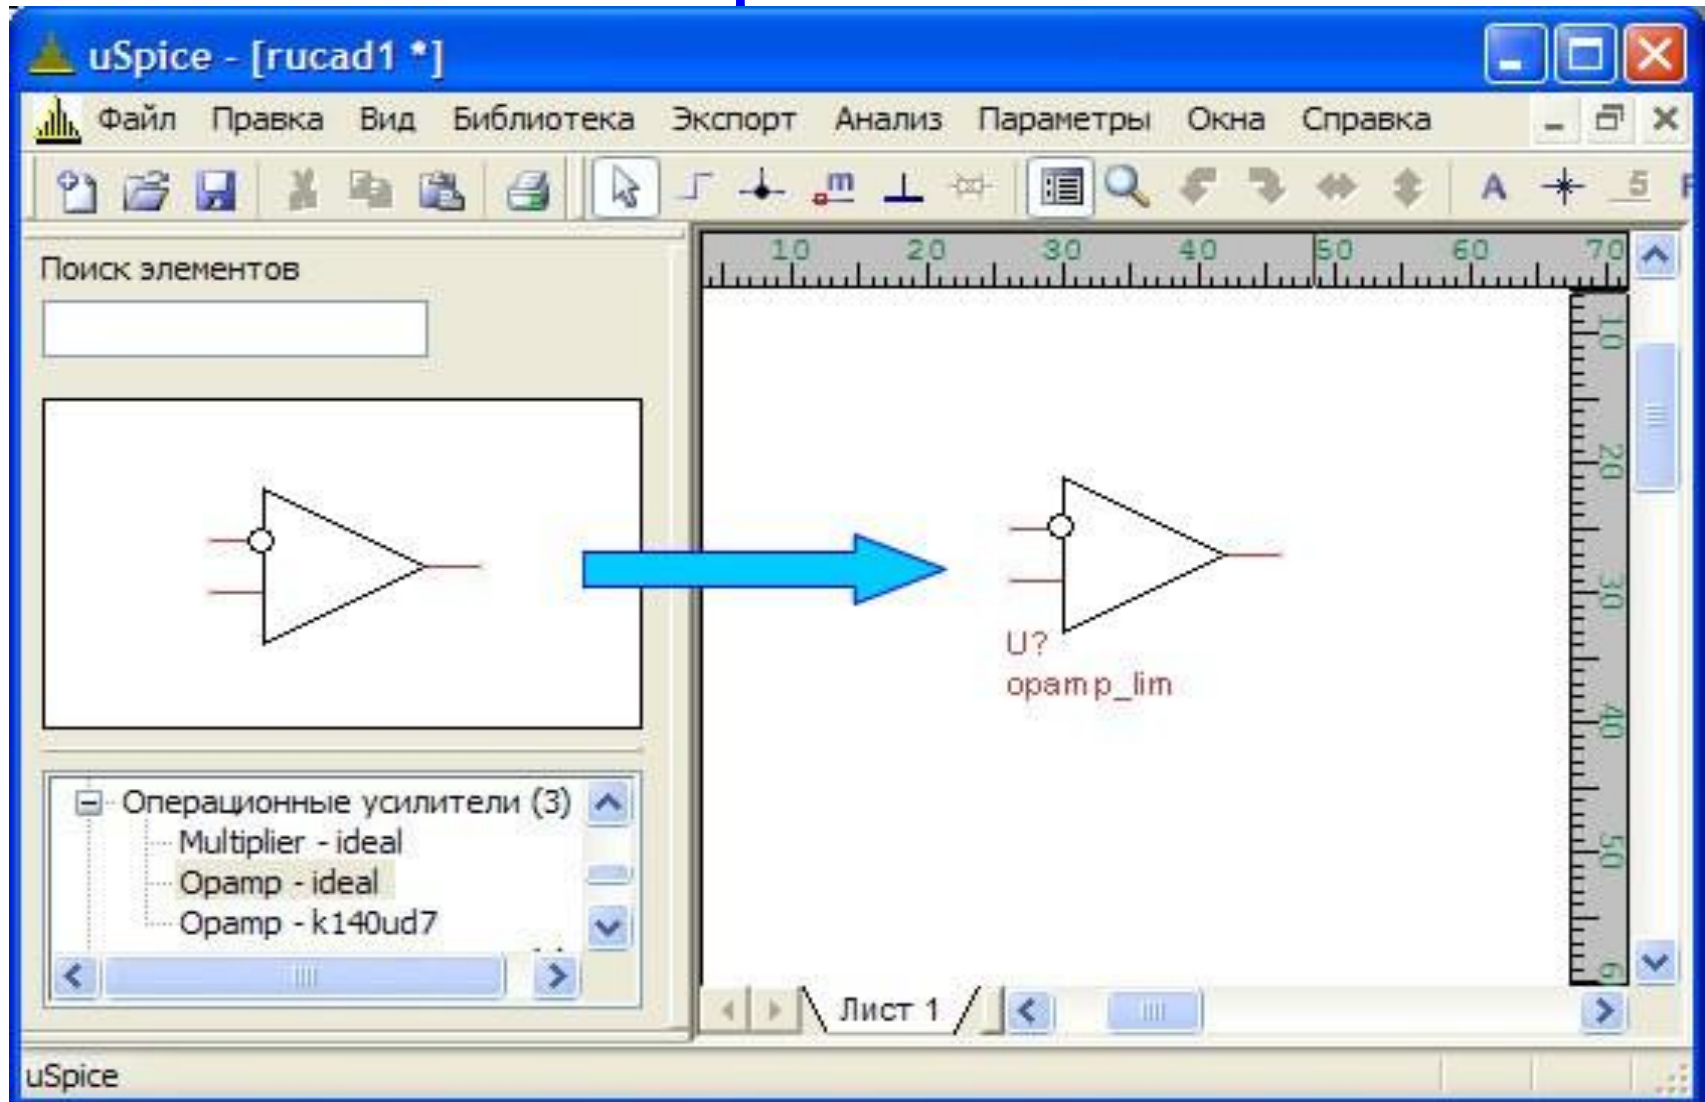 uSpice - [rucad1 *]
Файл Правка Вид Библиотека Экспорт Анализ Параметры Окна Справка
m A 5
Поиск элементов
10 20 30 40 50 60 70
10
20
30
40
50
6
U?
opamp_lim
Операционные усилители (3)
Multiplier - ideal
Opamp - ideal
Opamp - k140ud7
Лист 1
uSpice